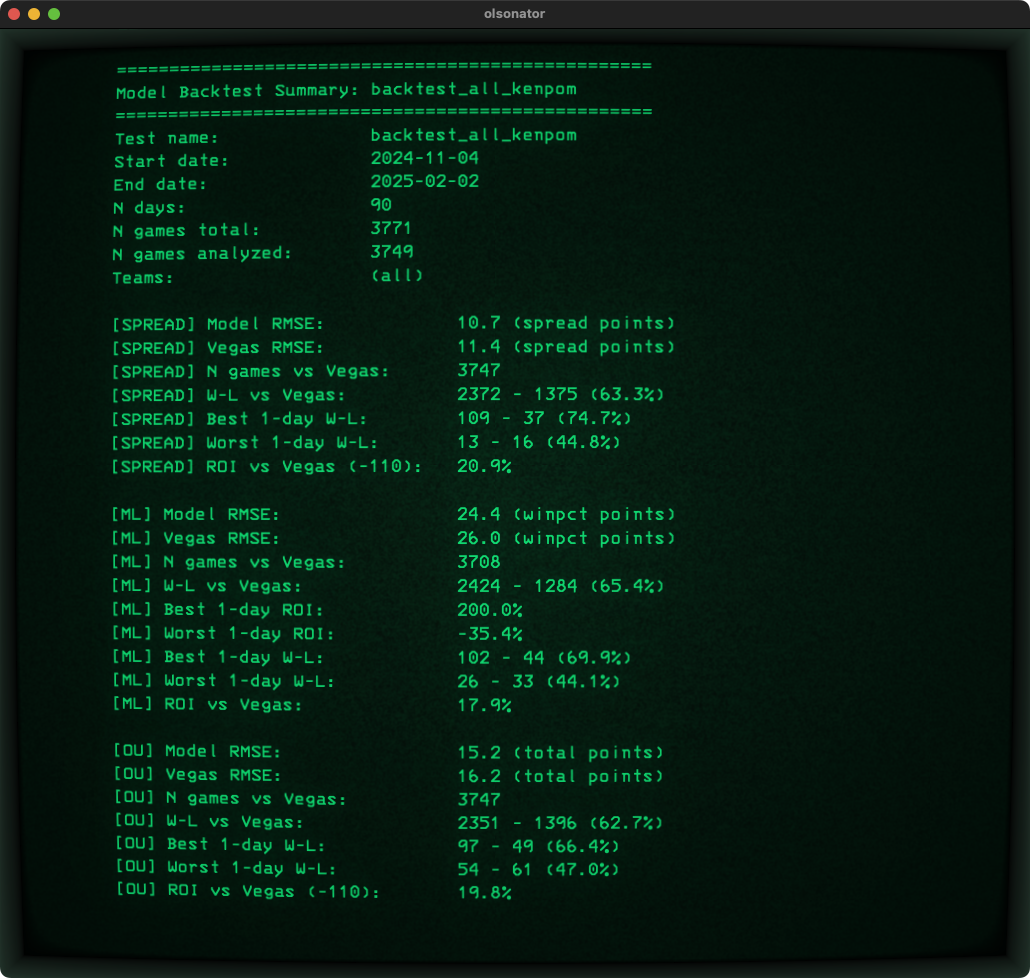 olsonator
==================================================
Model Backtest Summary: backtest_all_kenpom
==================================================
Test name: backtest_all_kenpom
Start date: 2024-11-04
End date: 2025-02-02
N days: 90
N games total: 3771
N games analyzed: 3749
Teams: (all)
[SPREAD] Model RMSE: 10.7 (spread points)
[SPREAD] Vegas RMSE: 11.4 (spread points)
[SPREAD] N games vs Vegas: 3747
[SPREAD] W-L vs Vegas: 2372 - 1375 (63.3%)
[SPREAD] Best 1-day W-L: 109 - 37 (74.7%)
[SPREAD] Worst 1-day W-L: 13 - 16 (44.8%)
[SPREAD] ROI vs Vegas (-110): 20.9%
[ML] Model RMSE: 24.4 (winpct points)
[ML] Vegas RMSE: 26.0 (winpct points)
[ML] N games vs Vegas: 3708
[ML] W-L vs Vegas: 2424 - 1284 (65.4%)
[ML] Best 1-day ROI: 200.0%
[ML] Worst 1-day ROI: -35.4%
[ML] Best 1-day W-L: 102 - 44 (69.9%)
[ML] Worst 1-day W-L: 26 - 33 (44.1%)
[ML] ROI vs Vegas: 17.9%
[OU] Model RMSE: 15.2 (total points)
[OU] Vegas RMSE: 16.2 (total points)
[OU] N games vs Vegas: 3747
[OU] W-L vs Vegas: 2351 - 1396 (62.7%)
[OU] Best 1-day W-L: 97 - 49 (66.4%)
[OU] Worst 1-day W-L: 54 - 61 (47.0%)
[OU] ROI vs Vegas (-110): 19.8%